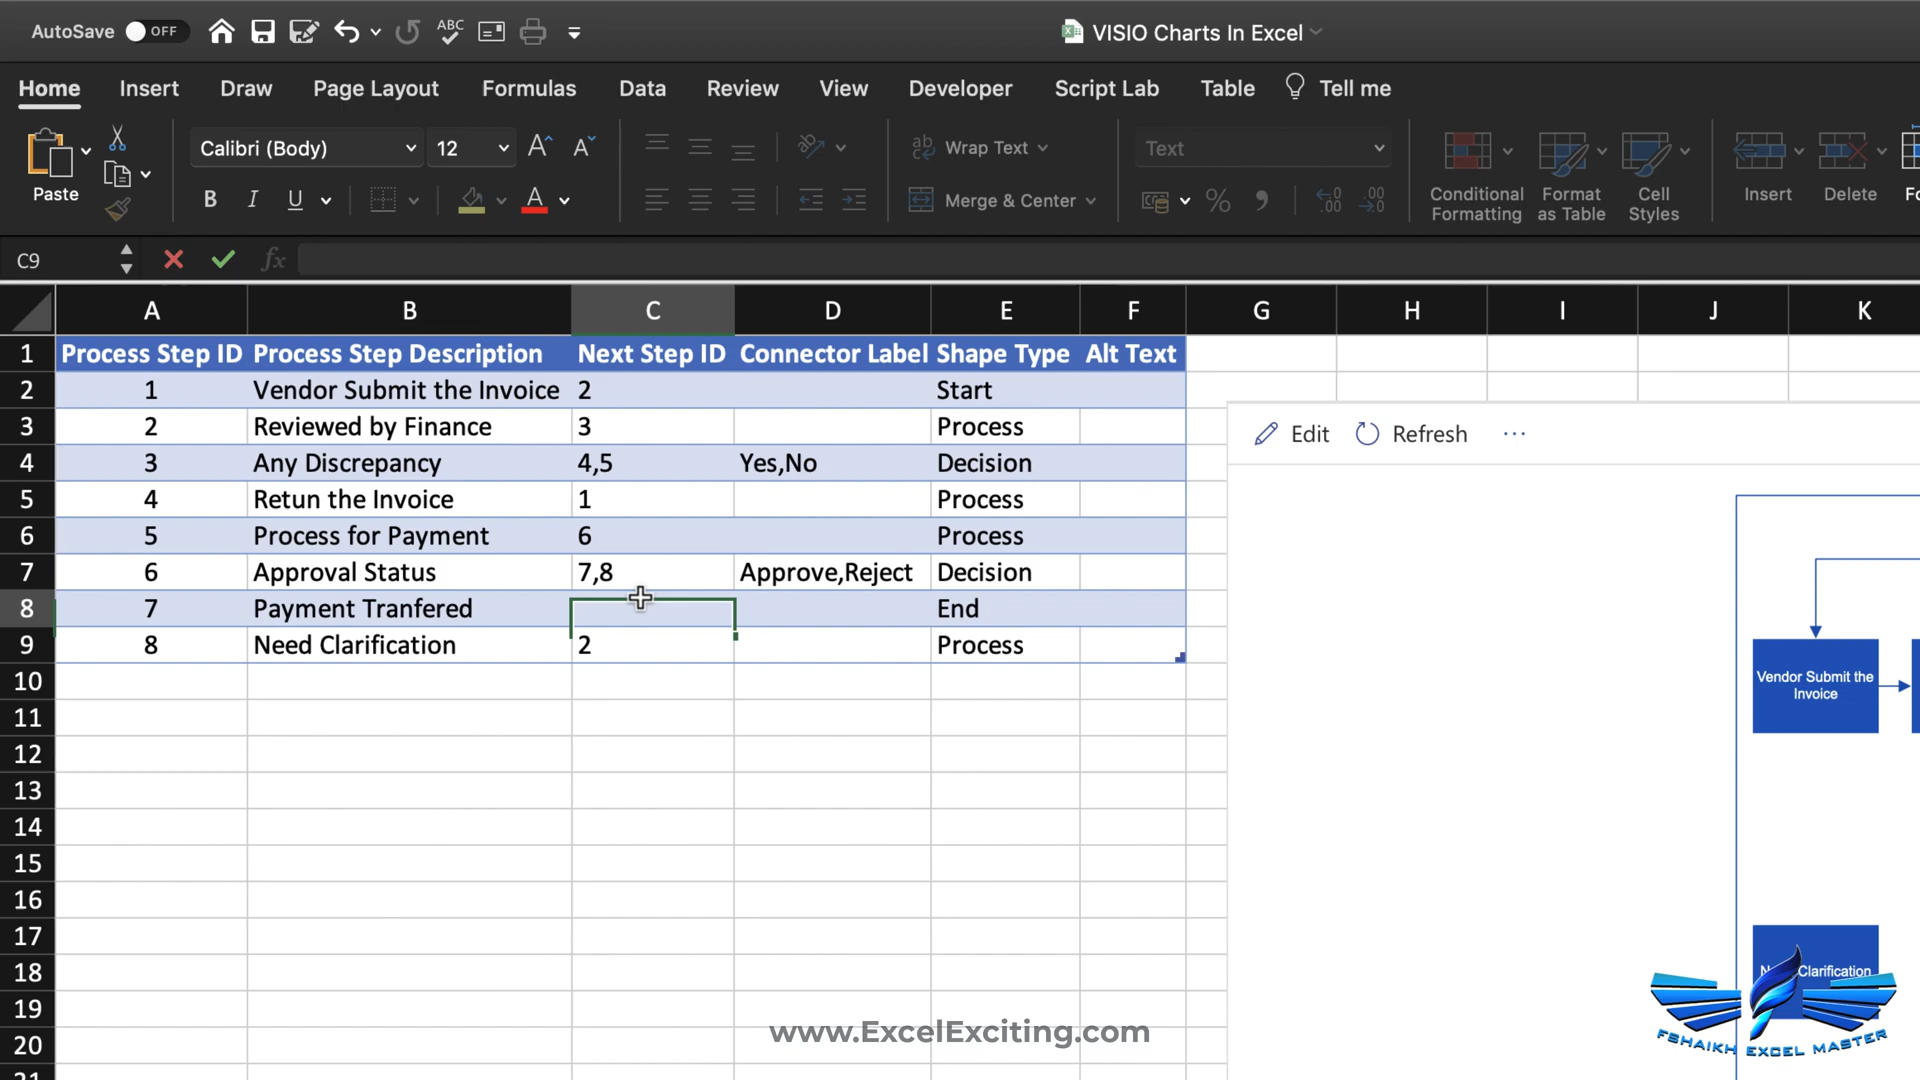 AutoSave OFF ABC VISIO Charts In Excel
Home Insert Draw Page Layout Formulas Data Review View Developer Script Lab Table Tell me
Paste Calibri (Body) 12 A A ab Wrap Text Text
B I U A Merge & Center % Conditional Formatting Format as Table Cell Styles Insert Delete
C9 fx
A B C D E F G H I J K
1 Process Step ID Process Step Description Next Step ID Connector Label Shape Type Alt Text
2 1 Vendor Submit the Invoice 2 Start
3 2 Reviewed by Finance 3 Process
4 3 Any Discrepancy 4,5 Yes,No Decision
5 4 Retun the Invoice 1 Process
6 5 Process for Payment 6 Process
7 6 Approval Status 7,8 Approve,Reject Decision
8 7 Payment Tranfered End
9 8 Need Clarification 2 Process
10
11
12
13
14
15
16
17
18
19
20
Edit Refresh ...
Vendor Submit the
Invoice
Clarification
www.ExcelExciting.com
FSHAIKH EXCEL MASTER